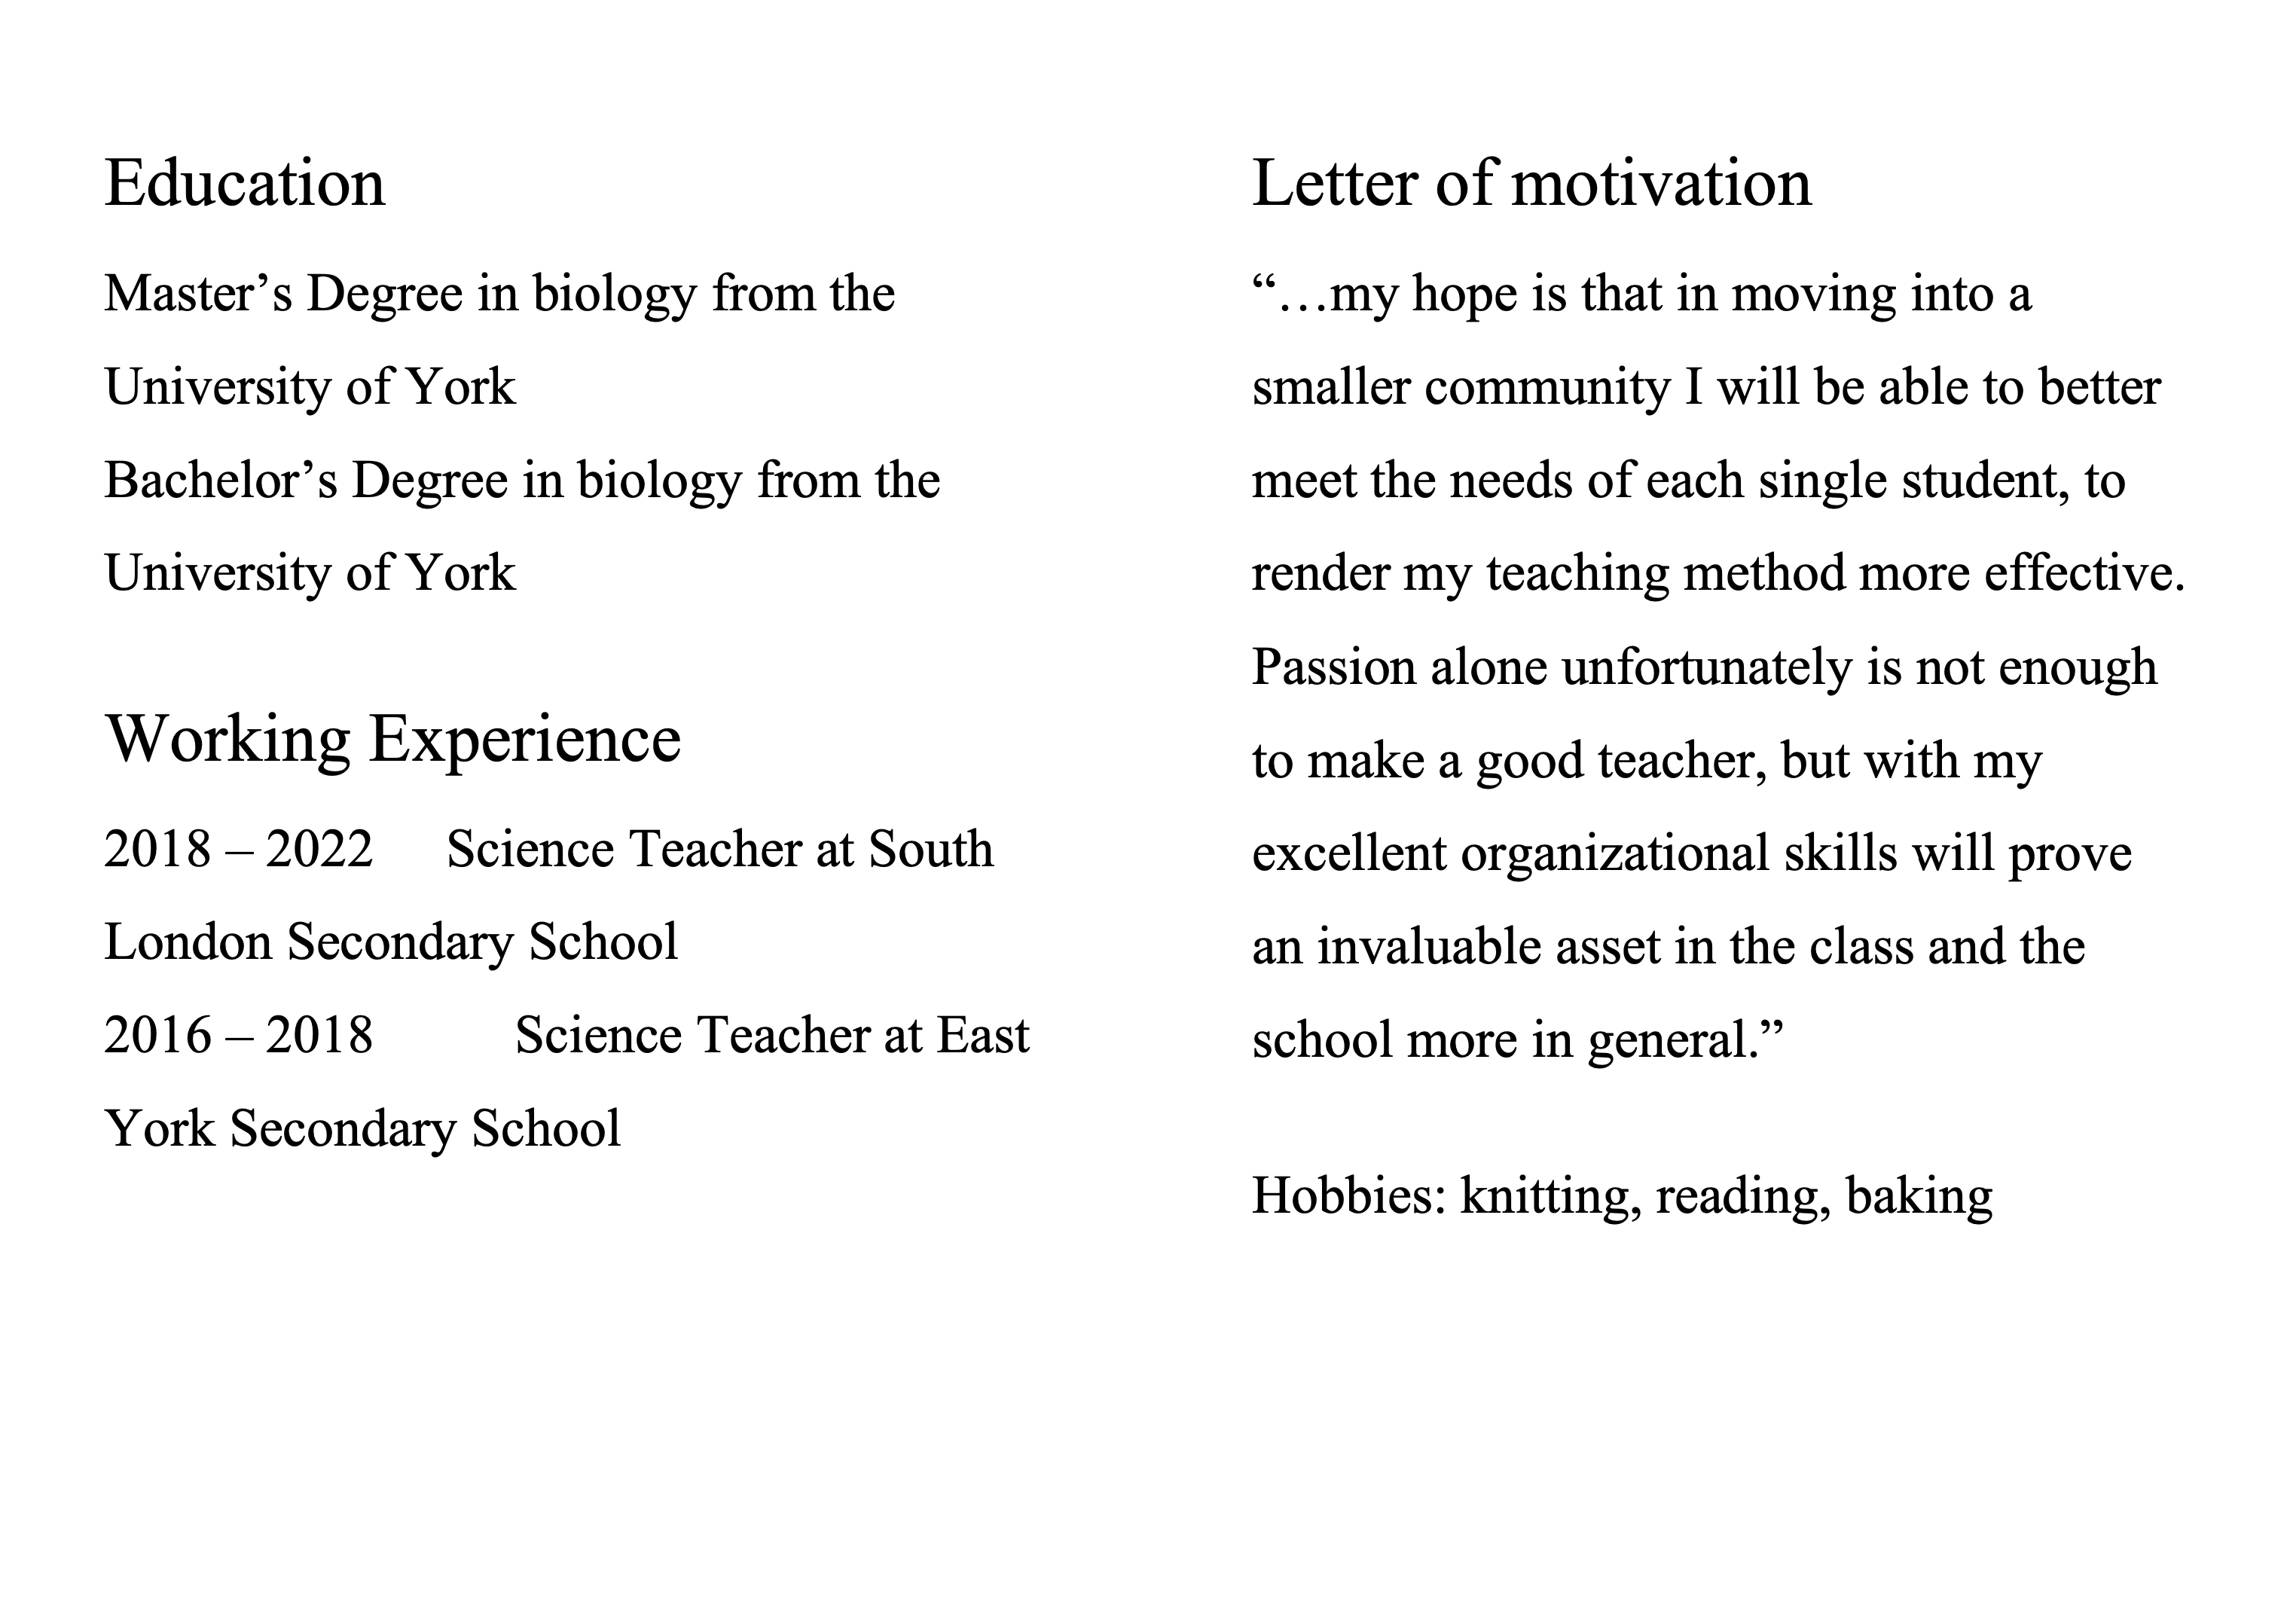 Education
Master’s Degree in biology from the
University of York
Bachelor’s Degree in biology from the
University of York
Working Experience
2018 – 2022 Science Teacher at South
London Secondary School
2016 – 2018 Science Teacher at East
York Secondary School
Letter of motivation
“…my hope is that in moving into a
smaller community I will be able to better
meet the needs of each single student, to
render my teaching method more effective.
Passion alone unfortunately is not enough
to make a good teacher, but with my
excellent organizational skills will prove
an invaluable asset in the class and the
school more in general.”
Hobbies: knitting, reading, baking